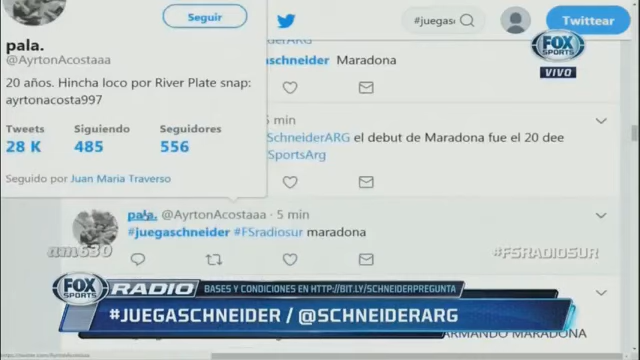 Seguir
pala.
@AyrtonAcostaaa
20 años. Hincha loco por River Plate snap:
ayrtonacosta997
Tweets Siguiendo Seguidores
28 K 485 556
Seguido por Juan Maria Traverso
#juegas
Twittear
FOX
SPORTS
VIVO
erARG
schneider Maradona
5 min
SchneiderARG el debut de Maradona fue el 20 dee
SportsArg
pala. @AyrtonAcostaaa · 5 min
#juegaschneider #FSradiosur maradona
am630
#FSRADIOSUR
FOX
SPORTS
RADIO
BASES Y CONDICIONES EN HTTP://BIT.LY/SCHNEIDERPREGUNTA
#JUEGASCHNEIDER / @SCHNEIDERARG
ARMANDO MARADONA